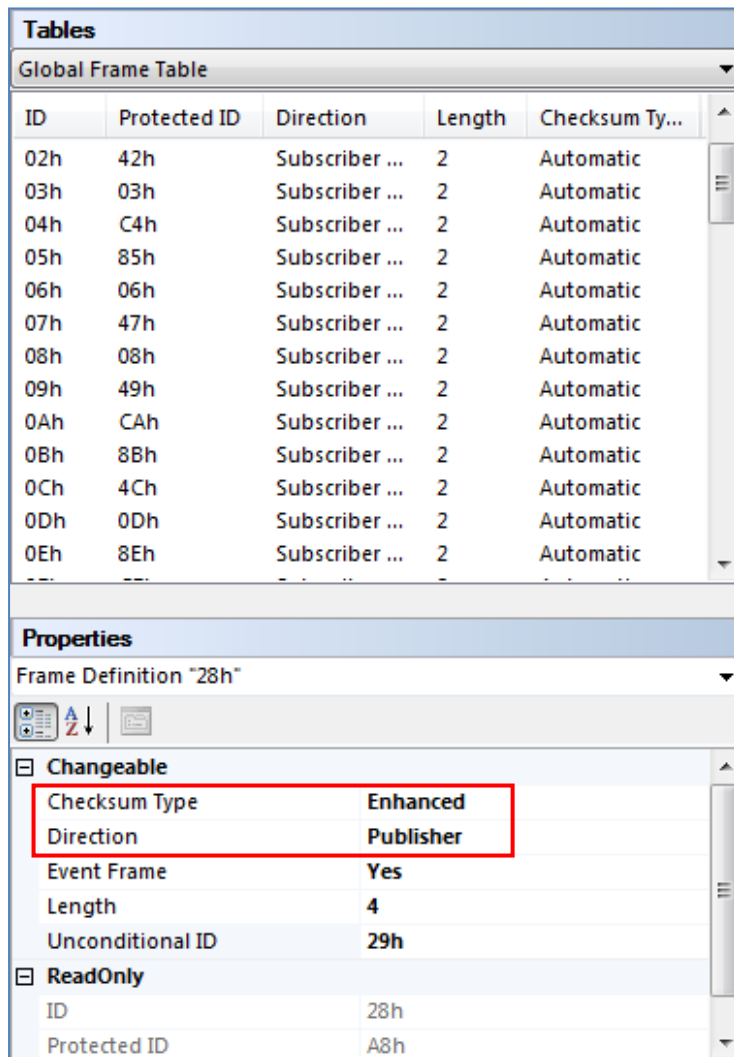 Tables
Global Frame Table
ID Protected ID Direction Length Checksum Ty...
02h 42h Subscriber ... 2 Automatic
03h 03h Subscriber ... 2 Automatic
04h C4h Subscriber ... 2 Automatic
05h 85h Subscriber ... 2 Automatic
06h 06h Subscriber ... 2 Automatic
07h 47h Subscriber ... 2 Automatic
08h 08h Subscriber ... 2 Automatic
09h 49h Subscriber ... 2 Automatic
0Ah CAh Subscriber ... 2 Automatic
0Bh 8Bh Subscriber ... 2 Automatic
0Ch 4Ch Subscriber ... 2 Automatic
0Dh 0Dh Subscriber ... 2 Automatic
0Eh 8Eh Subscriber ... 2 Automatic
Properties
Frame Definition "28h"
Changeable
Checksum Type Enhanced
Direction Publisher
Event Frame Yes
Length 4
Unconditional ID 29h
ReadOnly
ID 28h
Protected ID A8h